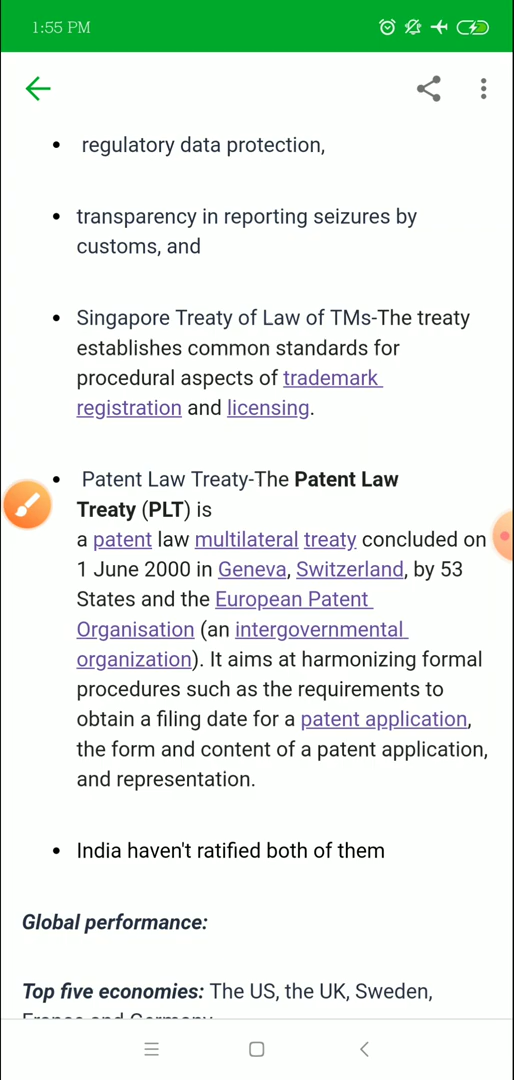 1:55 PM
• regulatory data protection,
• transparency in reporting seizures by
customs, and
• Singapore Treaty of Law of TMs-The treaty
establishes common standards for
procedural aspects of trademark
registration and licensing.
• Patent Law Treaty-The Patent Law
Treaty (PLT) is
a patent law multilateral treaty concluded on
1 June 2000 in Geneva, Switzerland, by 53
States and the European Patent
Organisation (an intergovernmental
organization). It aims at harmonizing formal
procedures such as the requirements to
obtain a filing date for a patent application,
the form and content of a patent application,
and representation.
• India haven't ratified both of them
Global performance:
Top five economies: The US, the UK, Sweden,
France and Germany